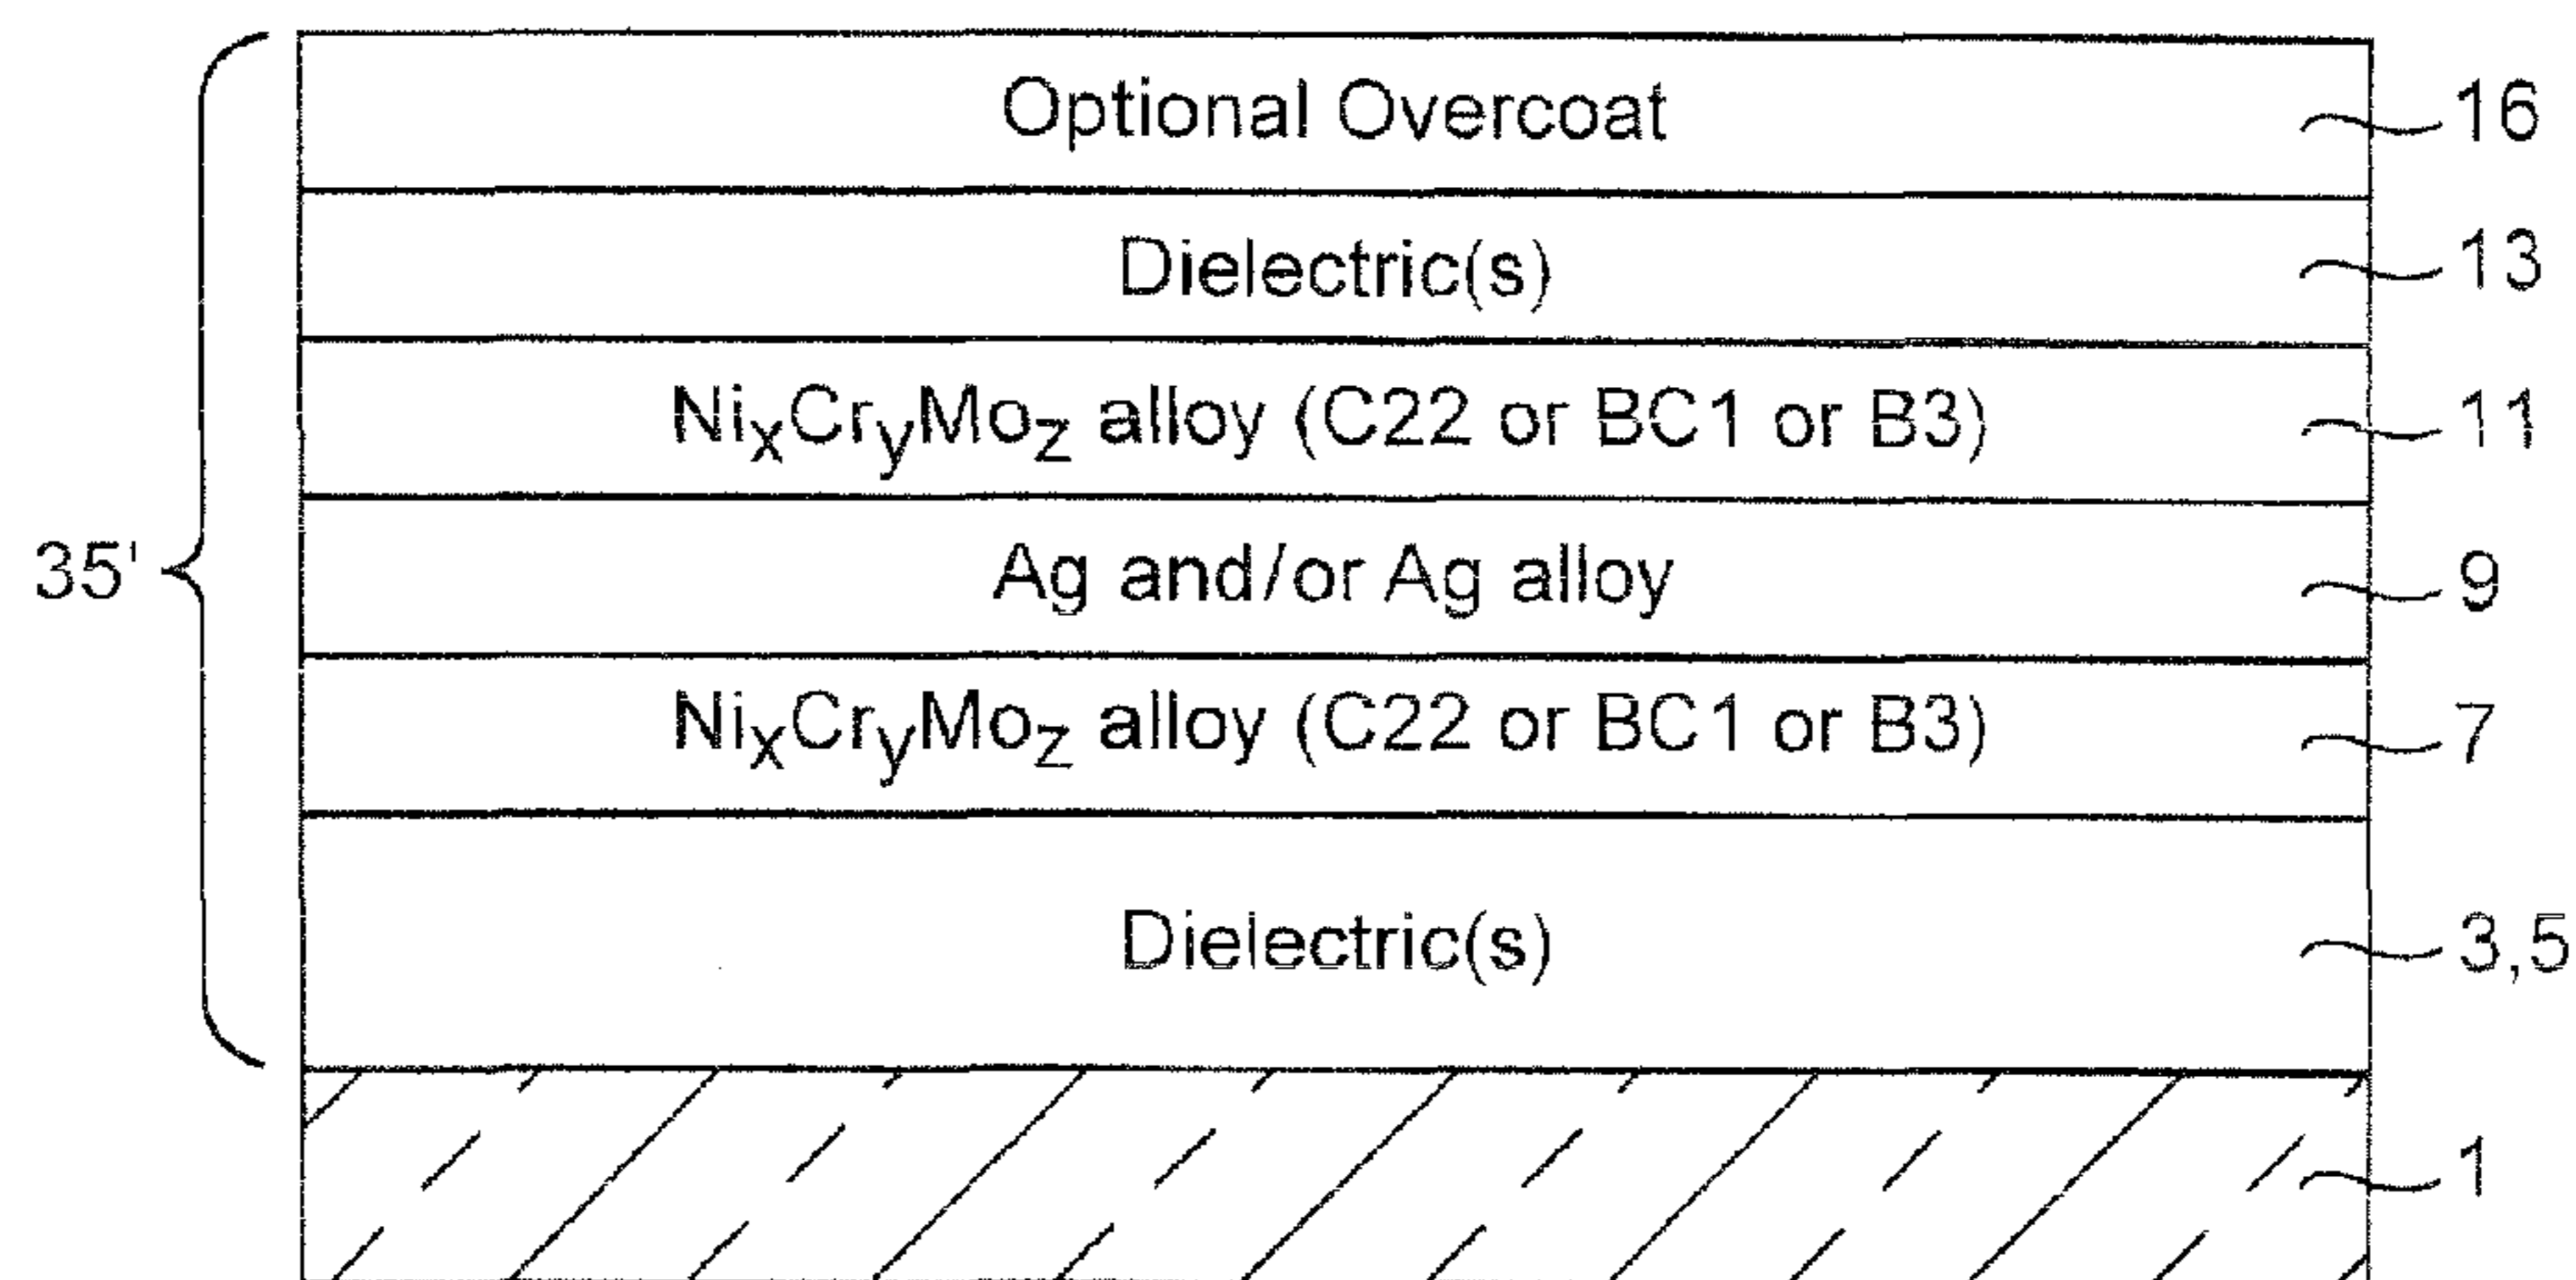 Optional Overcoat 16
Dielectric(s) 13
NixCryMoz alloy (C22 or BC1 or B3) 11
35' Ag and/or Ag alloy 9
NixCryMoz alloy (C22 or BC1 or B3) 7
Dielectric(s) 3,5
1